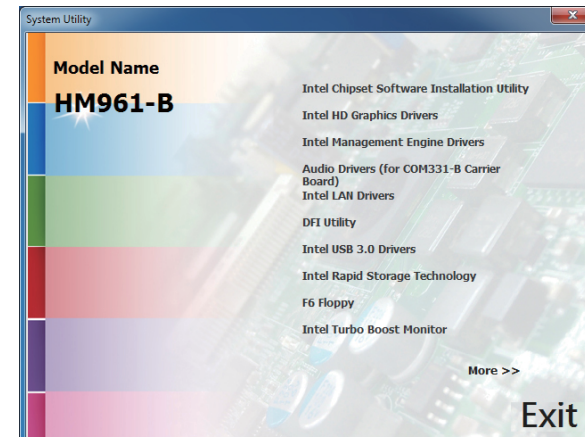 System Utility
Model Name
HM961-B
Intel Chipset Software Installation Utility
Intel HD Graphics Drivers
Intel Management Engine Drivers
Audio Drivers (for COM331-B Carrier
Board)
Intel LAN Drivers
DFI Utility
Intel USB 3.0 Drivers
Intel Rapid Storage Technology
F6 Floppy
Intel Turbo Boost Monitor
More >>
Exit